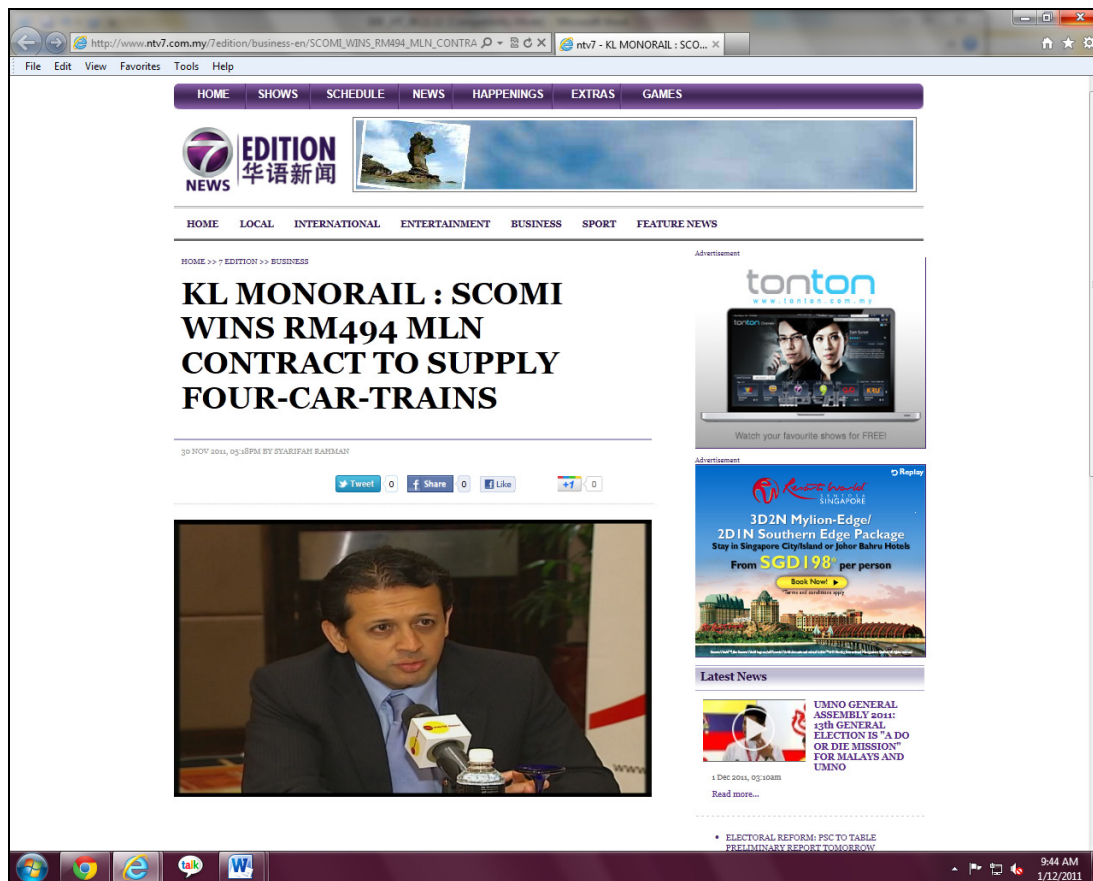 http://www.ntv7.com.my/7edition/business-en/SCOMI_WINS_RM494_MLN_CONTRA
ntv7 - KL MONORAIL : SCO...
File Edit View Favorites Tools Help
HOME SHOWS SCHEDULE NEWS HAPPENINGS EXTRAS GAMES
7 EDITION
NEWS 华语新闻
HOME LOCAL INTERNATIONAL ENTERTAINMENT BUSINESS SPORT FEATURE NEWS
HOME >> 7 EDITION >> BUSINESS
KL MONORAIL : SCOMI
WINS RM494 MLN
CONTRACT TO SUPPLY
FOUR-CAR-TRAINS
30 NOV 2011, 05:18PM BY SYARIFAH RAHMAN
Tweet 0 Share 0 Like +1 0
Advertisement
tonton
www.tonton.com.my
tonton
Watch your favourite shows for FREE!
Advertisement
Replay
Resorts World
SENTOSA
SINGAPORE
3D2N Mylion-Edge/
2D1N Southern Edge Package
Stay in Singapore City/Island or Johor Bahru Hotels
From SGD198* per person
Book Now!
*Terms and conditions apply
Latest News
UMNO GENERAL
ASSEMBLY 2011:
13th GENERAL
ELECTION IS "A DO
OR DIE MISSION"
FOR MALAYS AND
UMNO
1 Dec 2011, 03:10am
Read more...
• ELECTORAL REFORM: PSC TO TABLE
PRELIMINARY REPORT TOMORROW
talk
9:44 AM
1/12/2011